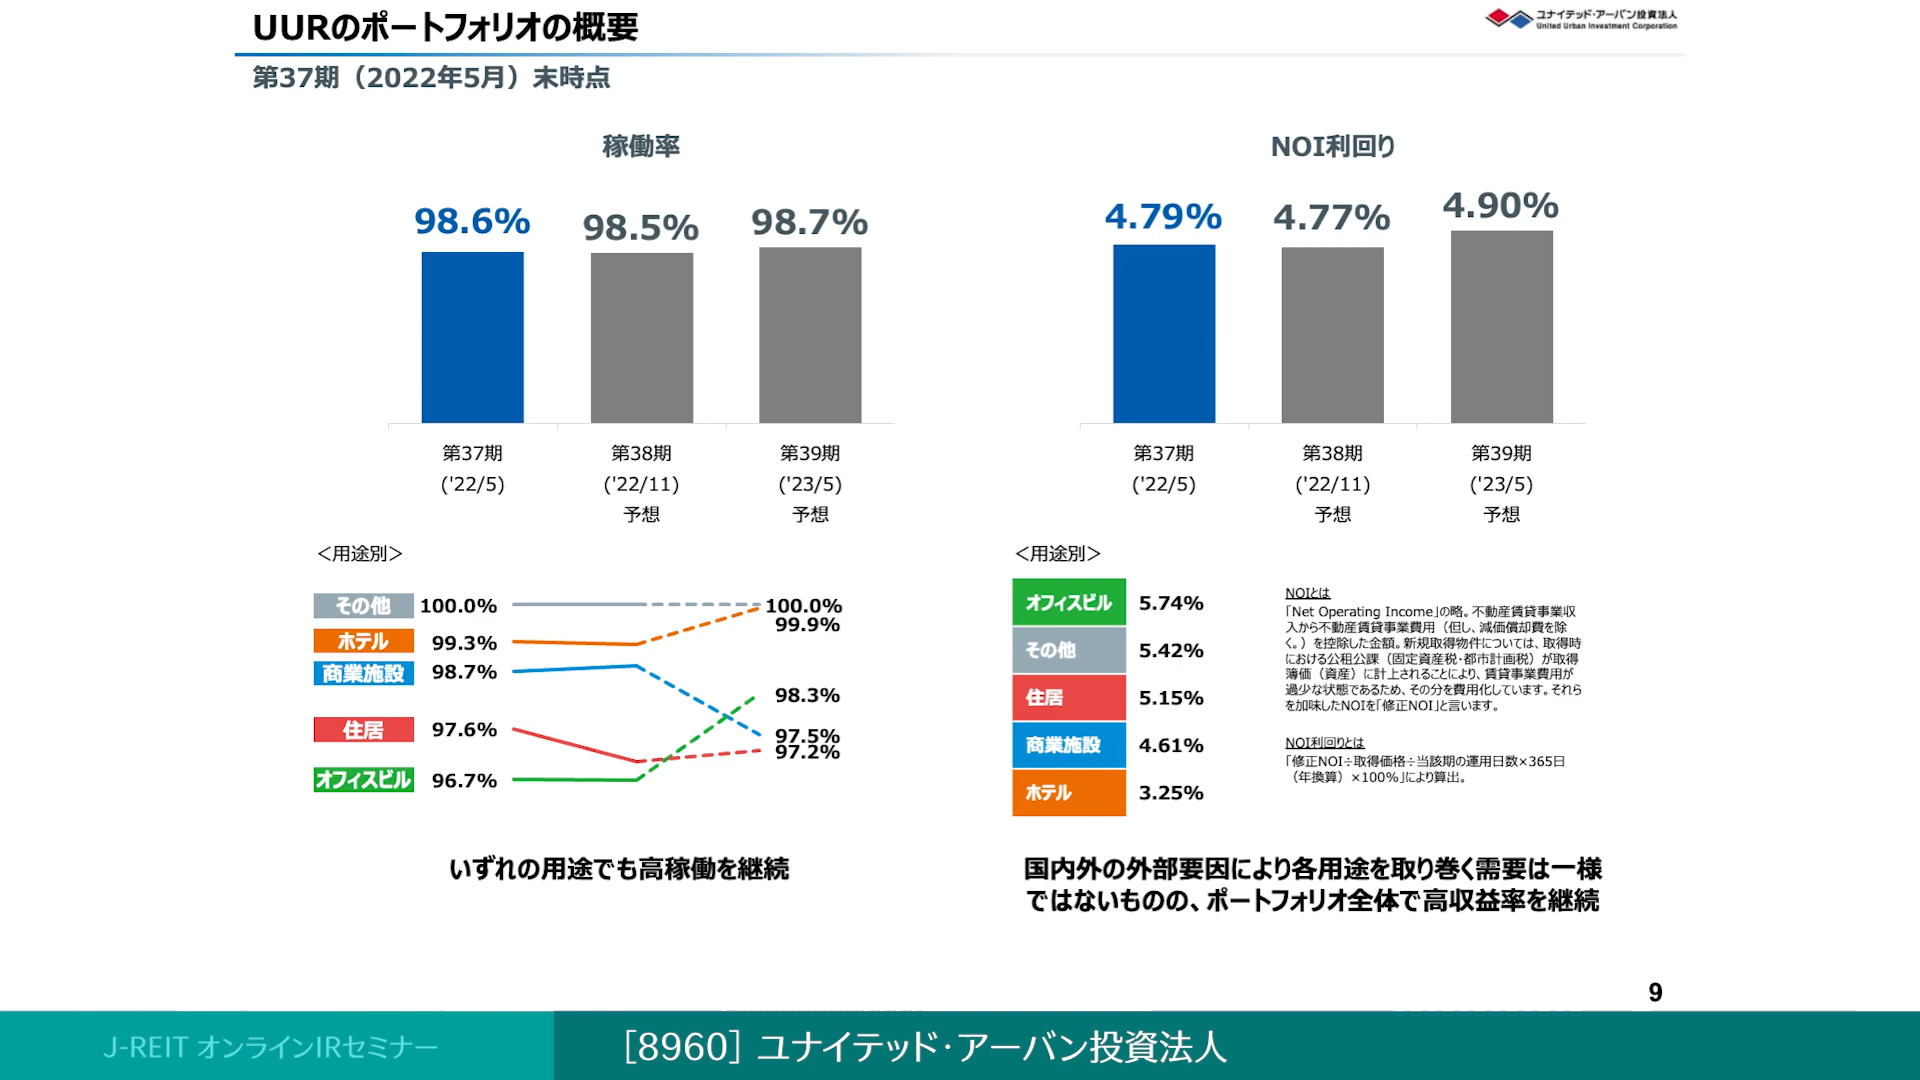 UURのポートフォリオの概要
ユナイテッド・アーバン投資法人
United Urban Investment Corporation
第37期（2022年5月）末時点
稼働率
98.6%
98.5%
98.7%
第37期
('22/5)
第38期
('22/11)
予想
第39期
('23/5)
予想
＜用途別＞
その他 100.0%
ホテル 99.3%
商業施設 98.7%
住居 97.6%
オフィスビル 96.7%
100.0%
99.9%
98.3%
97.5%
97.2%
いずれの用途でも高稼働を継続
NOI利回り
4.79%
4.77%
4.90%
第37期
('22/5)
第38期
('22/11)
予想
第39期
('23/5)
予想
＜用途別＞
オフィスビル 5.74%
その他 5.42%
住居 5.15%
商業施設 4.61%
ホテル 3.25%
NOIとは
「Net Operating Income」の略。不動産賃貸事業収
入から不動産賃貸事業費用（但し、減価償却費を除
く。）を控除した金額。新規取得物件については、取得時
における公租公課（固定資産税・都市計画税）が取得
簿価（資産）に計上されることにより、賃貸事業費用が
過少な状態であるため、その分を費用化しています。それら
を加味したNOIを「修正NOI」と言います。
NOI利回りとは
「修正NOI÷取得価格÷当該期の運用日数×365日
（年換算）×100％」により算出。
国内外の外部要因により各用途を取り巻く需要は一様
ではないものの、ポートフォリオ全体で高収益率を継続
9
J-REIT オンラインIRセミナー
［8960］ユナイテッド・アーバン投資法人